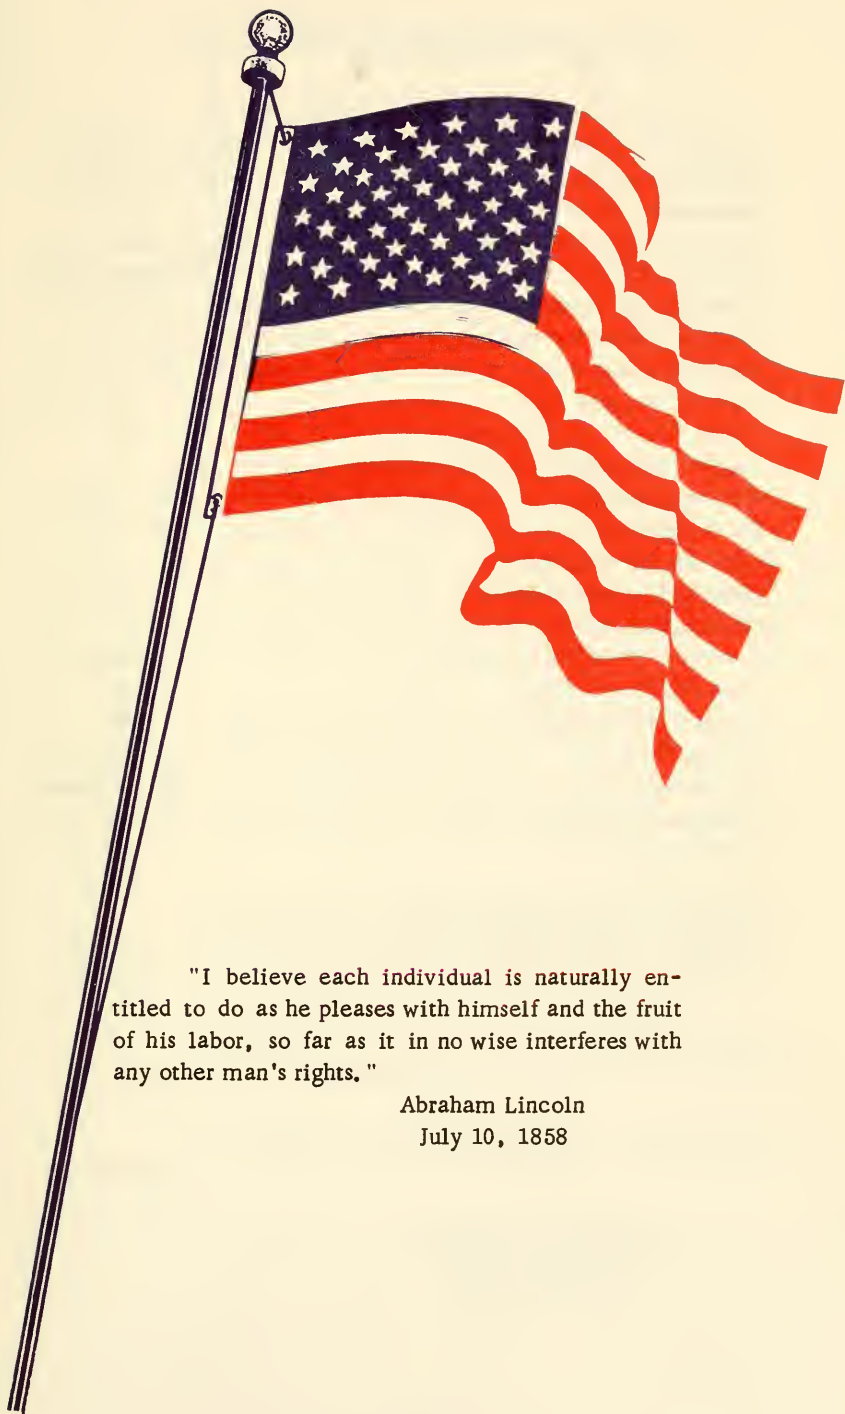 "I believe each individual is naturally en-
titled to do as he pleases with himself and the fruit
of his labor, so far as it in no wise interferes with
any other man's rights."
Abraham Lincoln
July 10, 1858